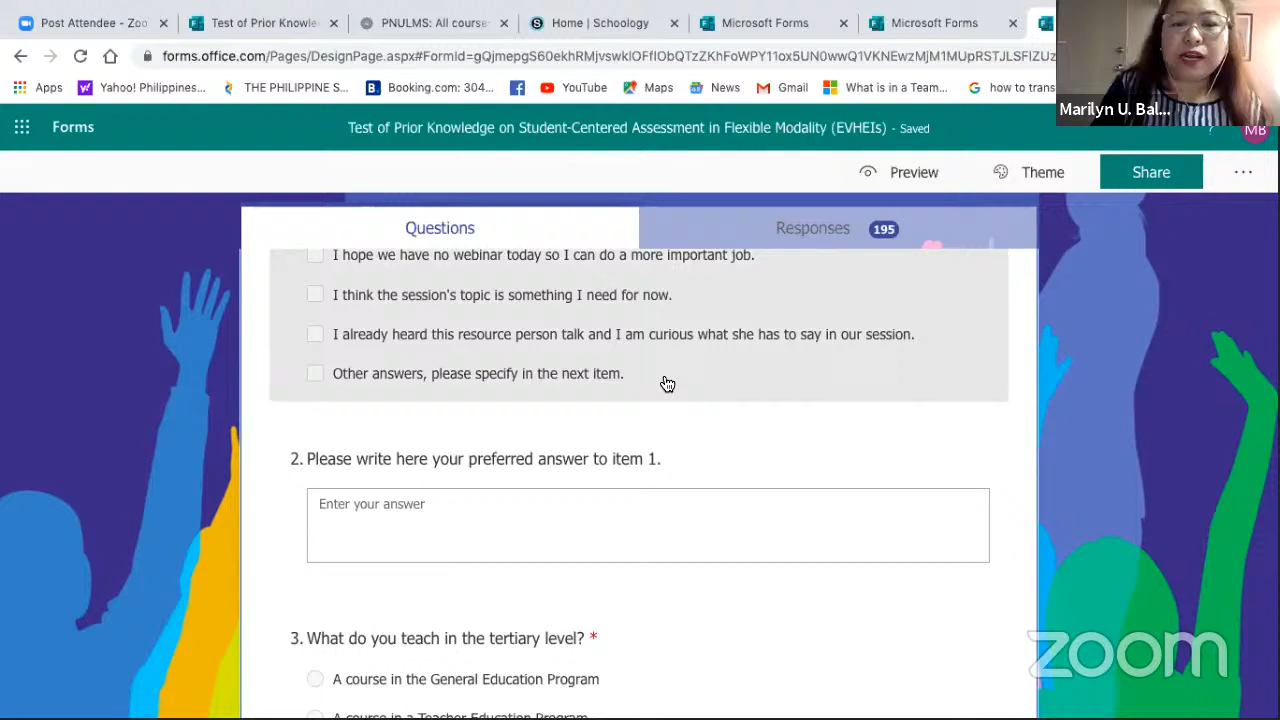 Post Attendee - Zoo
Test of Prior Knowle
PNULMS: All course
Home | Schoology
Microsoft Forms
Microsoft Forms
forms.office.com/Pages/DesignPage.aspx#FormId=
Apps
Yahoo! Philippines...
THE PHILIPPINE S...
Booking.com: 304...
YouTube
Maps
News
Gmail
What is in a Team...
how to trans
Marilyn U. Bal...
Forms
Test of Prior Knowledge on Student-Centered Assessment in Flexible Modality (EVHEIs) - Saved
MB
Preview
Theme
Share
Questions
Responses 195
I hope we have no webinar today so I can do a more important job.
I think the session's topic is something I need for now.
I already heard this resource person talk and I am curious what she has to say in our session.
Other answers, please specify in the next item.
2. Please write here your preferred answer to item 1.
Enter your answer
3. What do you teach in the tertiary level? *
A course in the General Education Program
A course in a Teacher Education Program
zoom